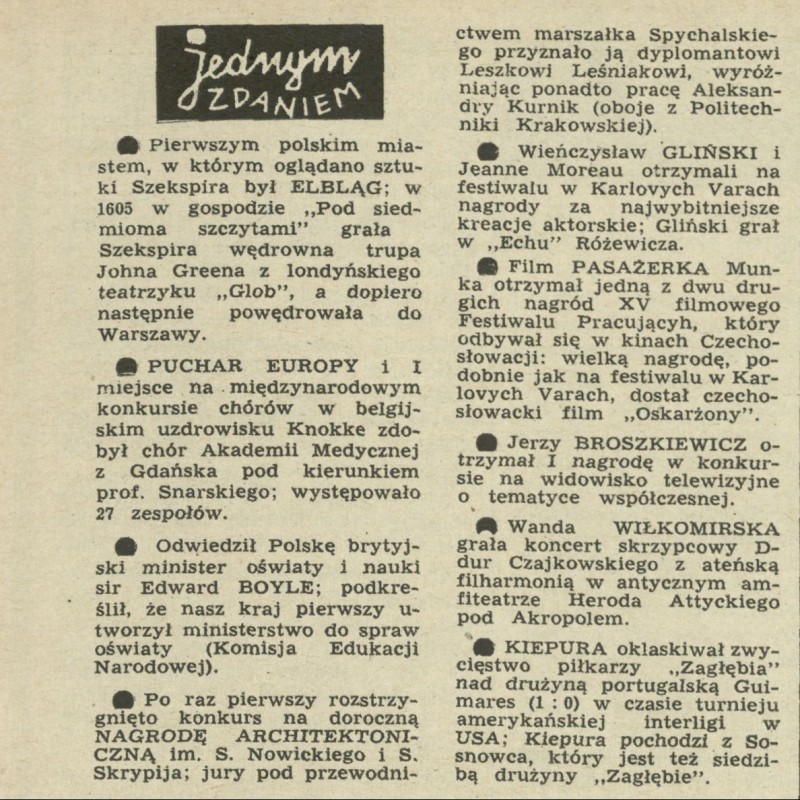 jednym
ZDANIEM
● Pierwszym polskim mia-
stem, w którym oglądano sztu-
ki Szekspira był ELBLĄG; w
1605 w gospodzie „Pod sied-
mioma szczytami" grała
Szekspira wędrowna trupa
Johna Greena z londyńskiego
teatrzyku „Glob", a dopiero
następnie powędrowała do
Warszawy.
● PUCHAR EUROPY i I
miejsce na międzynarodowym
konkursie chórów w belgij-
skim uzdrowisku Knokke zdo-
był chór Akademii Medycznej
z Gdańska pod kierunkiem
prof. Snarskiego; występowało
27 zespołów.
● Odwiedził Polskę brytyj-
ski minister oświaty i nauki
sir Edward BOYLE; podkre-
ślił, że nasz kraj pierwszy u-
tworzył ministerstwo do spraw
oświaty (Komisja Edukacji
Narodowej).
● Po raz pierwszy rozstrzy-
gnięto konkurs na doroczną
NAGRODĘ ARCHITEKTONI-
CZNĄ im. S. Nowickiego i S.
Skrypija; jury pod przewodni-
ctwem marszałka Spychalskie-
go przyznało ją dyplomantowi
Leszkowi Leśniakowi, wyróż-
niając ponadto pracę Aleksan-
dry Kurnik (oboje z Politech-
niki Krakowskiej).
● Wieńczysław GLIŃSKI i
Jeanne Moreau otrzymali na
festiwalu w Karlovych Varach
nagrody za najwybitniejsze
kreacje aktorskie; Gliński grał
w „Echu" Różewicza.
● Film PASAŻERKA Mun-
ka otrzymał jedną z dwu dru-
gich nagród XV filmowego
Festiwalu Pracujących, który
odbywał się w kinach Czecho-
słowacji: wielką nagrodę, po-
dobnie jak na festiwalu w Kar-
lovych Varach, dostał czecho-
słowacki film „Oskarżony".
● Jerzy BROSZKIEWICZ o-
trzymał I nagrodę w konkur-
sie na widowisko telewizyjne
o tematyce współczesnej.
● Wanda WIŁKOMIRSKA
grała koncert skrzypcowy D-
dur Czajkowskiego z ateńską
filharmonią w antycznym am-
fiteatrze Heroda Attyckiego
pod Akropolem.
● KIEPURA oklaskiwał zwy-
cięstwo piłkarzy „Zagłębia"
nad drużyną portugalską Gui-
mares (1 : 0) w czasie turnieju
amerykańskiej interligi w
USA; Kiepura pochodzi z So-
snowca, który jest też siedzi-
bą drużyny „Zagłębie".